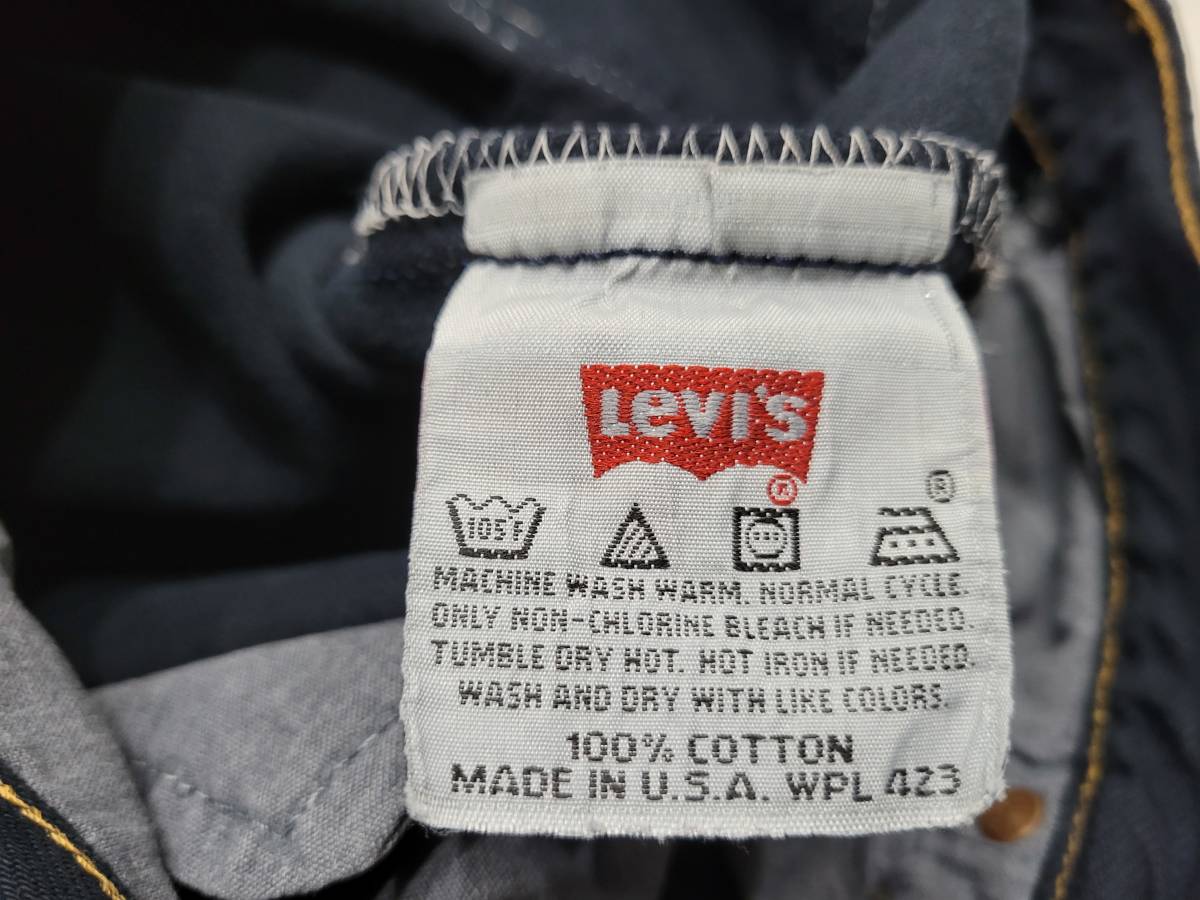 Levi's
®
®
105°F
MACHINE WASH WARM. NORMAL CYCLE.
ONLY NON-CHLORINE BLEACH IF NEEDED.
TUMBLE DRY HOT. HOT IRON IF NEEDED.
WASH AND DRY WITH LIKE COLORS.
100% COTTON
MADE IN U.S.A. WPL 423